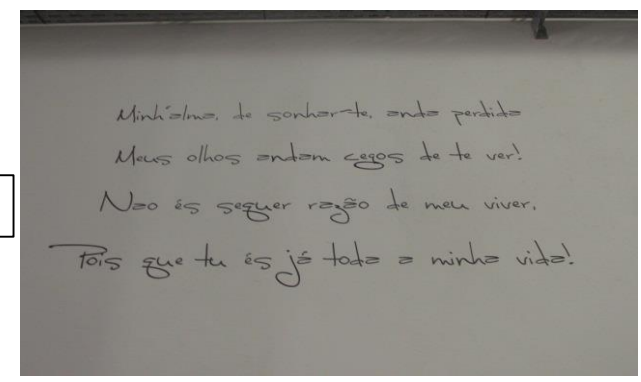 Minh'alma, de sonhar-te, anda perdida
Meus olhos andam cegos de te ver!
Nao és sequer razão de meu viver,
Pois que tu és já toda a minha vida!